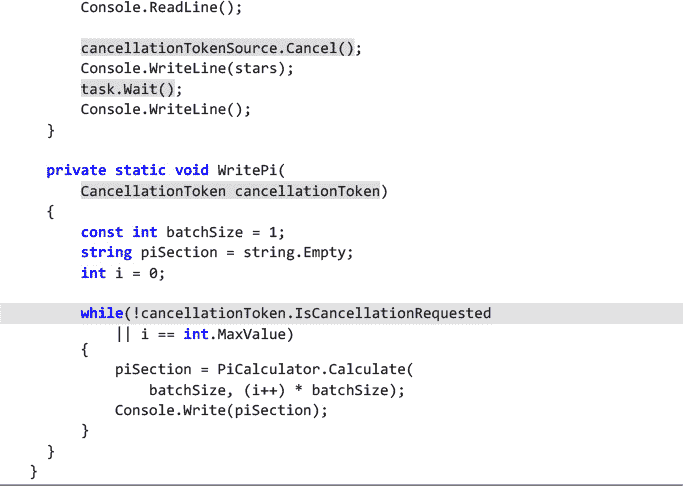 Console.ReadLine();
cancellationTokenSource.Cancel();
Console.WriteLine(stars);
task.Wait();
Console.WriteLine();
}
private static void WritePi(
CancellationToken cancellationToken)
{
const int batchSize = 1;
string piSection = string.Empty;
int i = 0;
while(!cancellationToken.IsCancellationRequested
|| i == int.MaxValue)
{
piSection = PiCalculator.Calculate(
batchSize, (i++) * batchSize);
Console.Write(piSection);
}
}
}